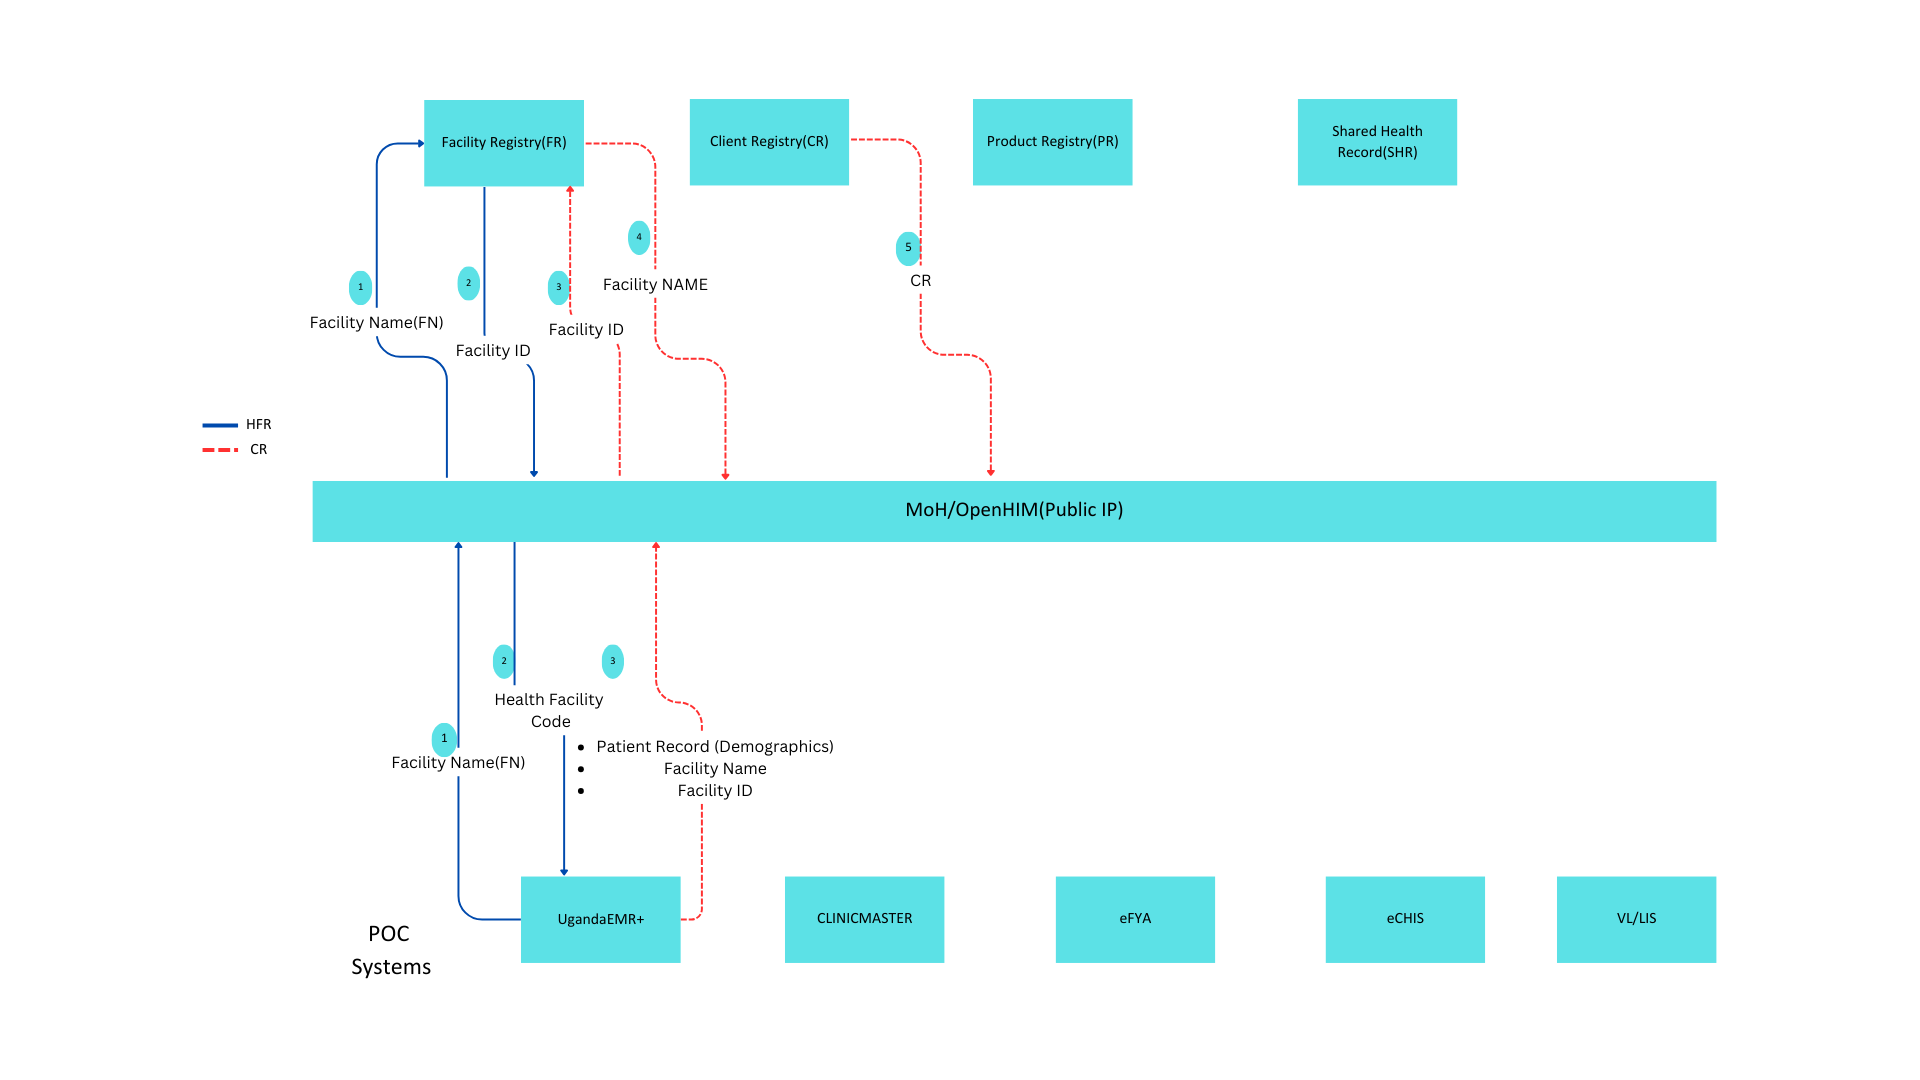 Facility Registry(FR)
Client Registry(CR)
Product Registry(PR)
Shared Health
Record(SHR)
4
5
1
2
3
Facility NAME
CR
Facility Name(FN)
Facility ID
Facility ID
HFR
CR
MoH/OpenHIM(Public IP)
2
3
Health Facility
Code
1
Facility Name(FN)
• Patient Record (Demographics)
• Facility Name
• Facility ID
POC
Systems
UgandaEMR+
CLINICMASTER
eFYA
eCHIS
VL/LIS